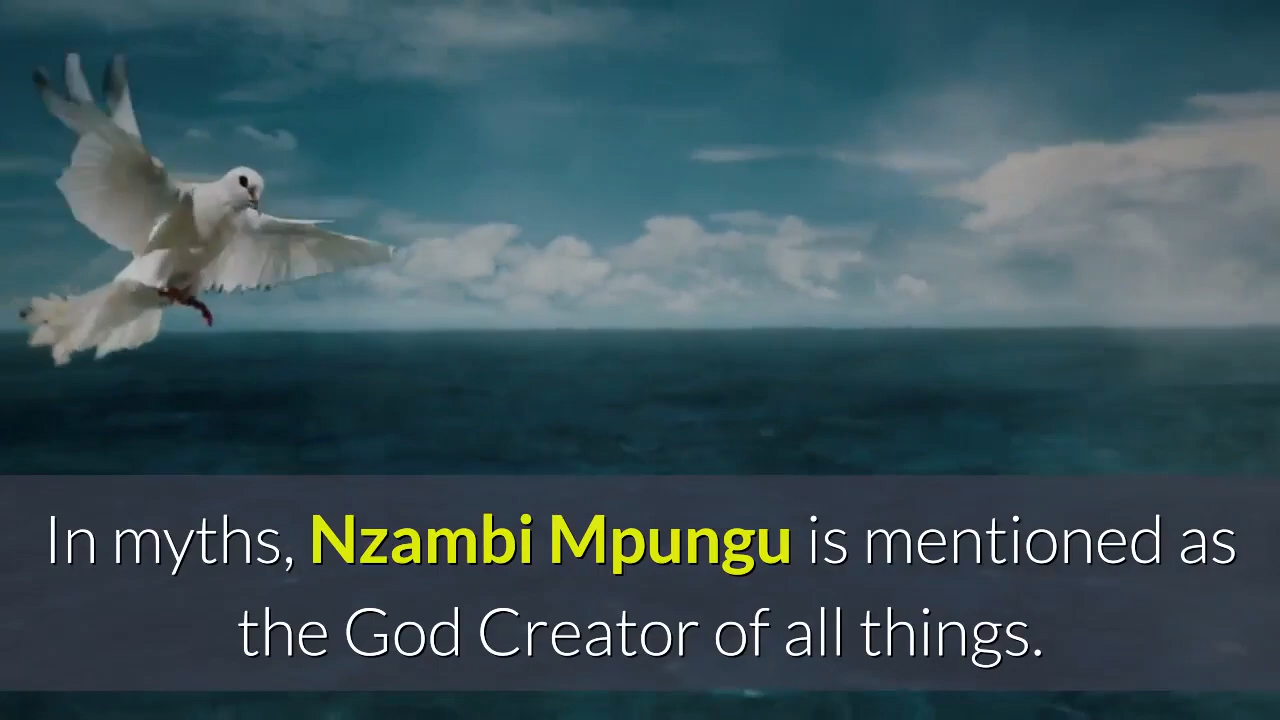 In myths, Nzambi Mpungu is mentioned as
the God Creator of all things.